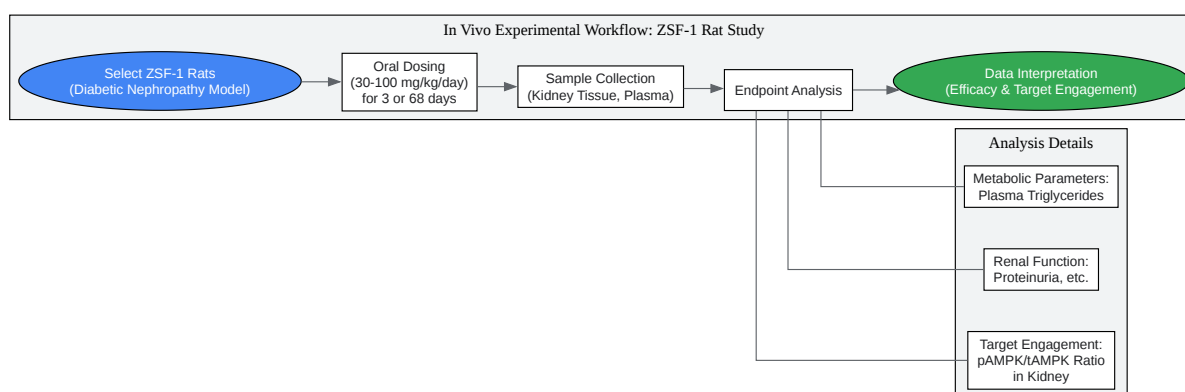 In Vivo Experimental Workflow: ZSF-1 Rat Study
Select ZSF-1 Rats
(Diabetic Nephropathy Model)
Oral Dosing
(30-100 mg/kg/day)
for 3 or 68 days
Sample Collection
(Kidney Tissue, Plasma)
Endpoint Analysis
Data Interpretation
(Efficacy & Target Engagement)
Analysis Details
Metabolic Parameters:
Plasma Triglycerides
Renal Function:
Proteinuria, etc.
Target Engagement:
pAMPK/tAMPK Ratio
in Kidney